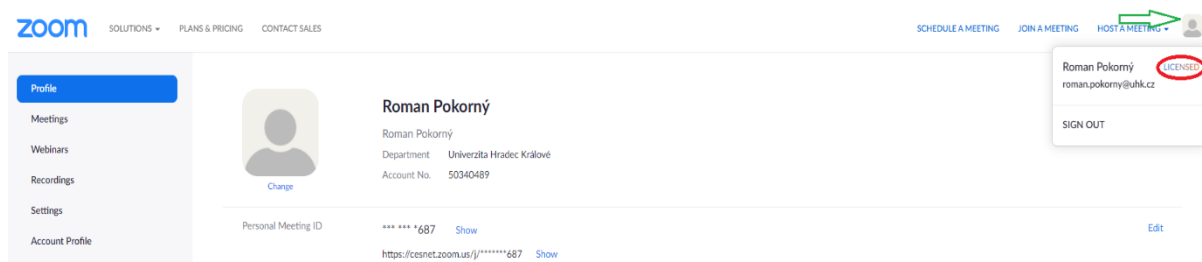 zoom SOLUTIONS PLANS & PRICING CONTACT SALES SCHEDULE A MEETING JOIN A MEETING HOST A MEETING
Roman Pokorný LICENSED
roman.pokorny@uhk.cz
SIGN OUT
Profile
Meetings
Webinars
Recordings
Settings
Account Profile
Change
Roman Pokorný
Roman Pokorný
Department Univerzita Hradec Králové
Account No. 50340489
Personal Meeting ID *** *** *687 Show Edit
https://cesnet.zoom.us/j/*******687 Show